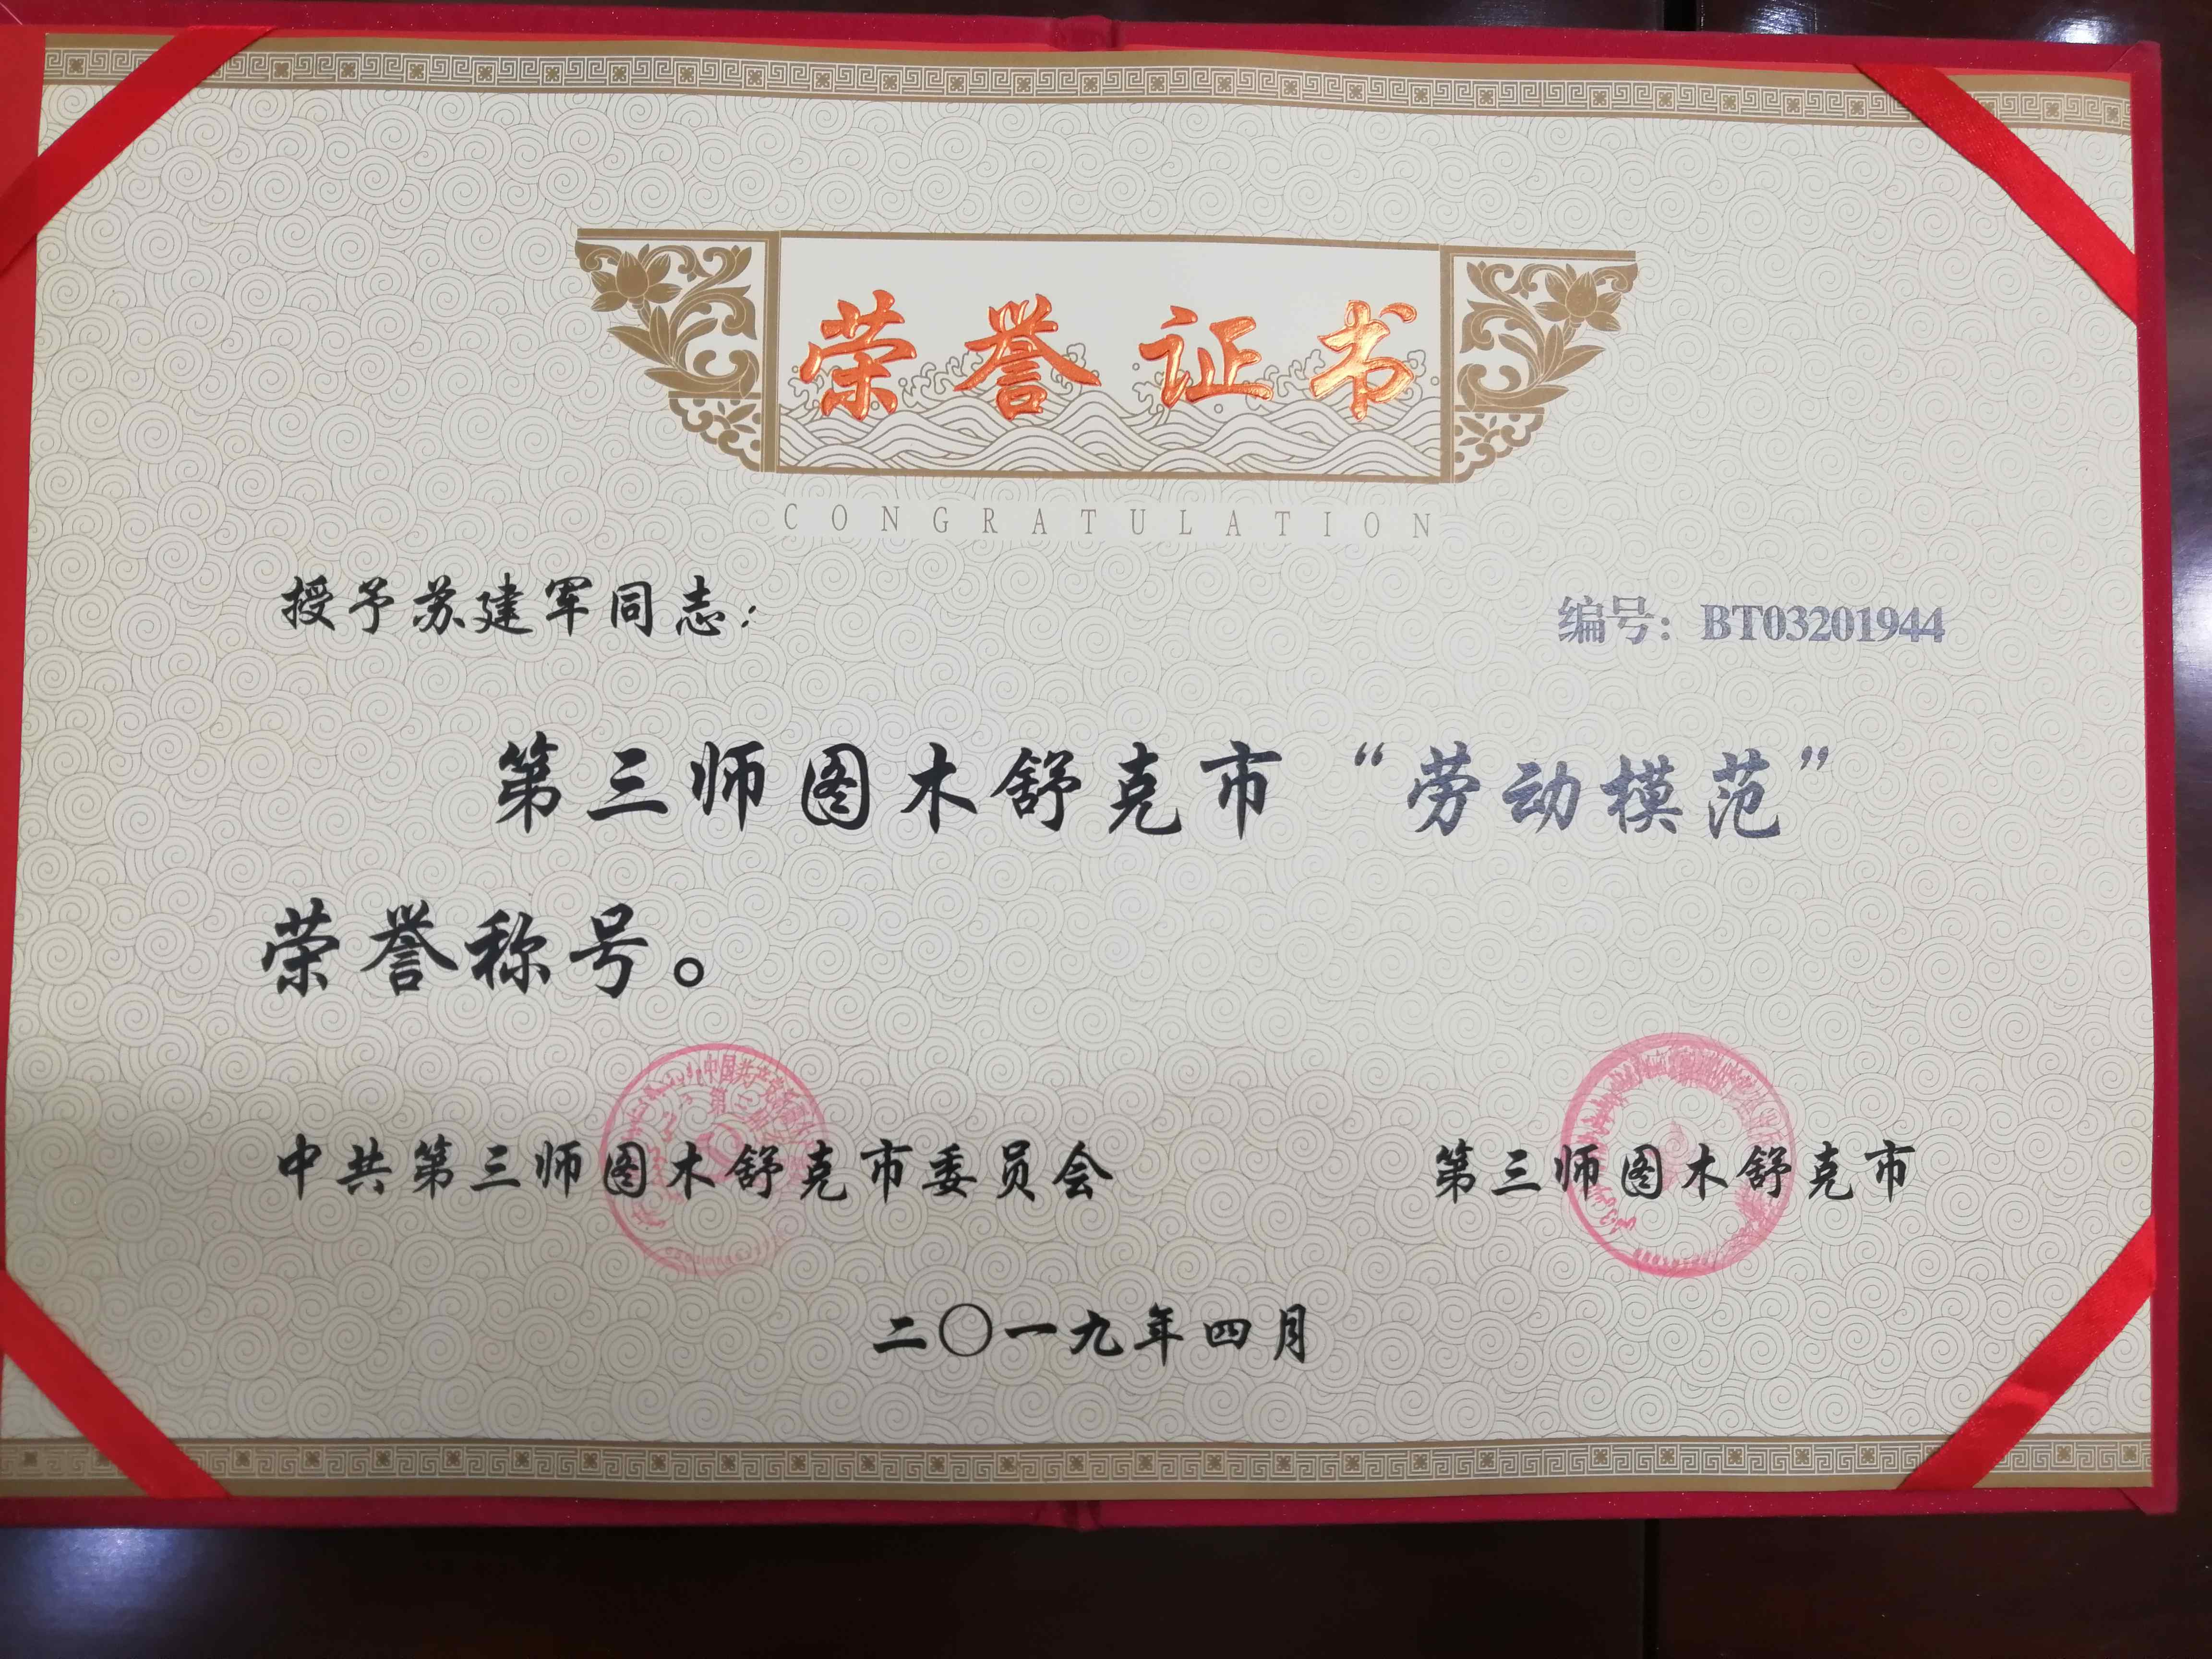 荣誉证书
CONGRATULATION
授予苏建军同志：
编号：BT03201944
第三师图木舒克市“劳动模范”
荣誉称号。
中共第三师图木舒克市委员会
第三师图木舒克市
二〇一九年四月